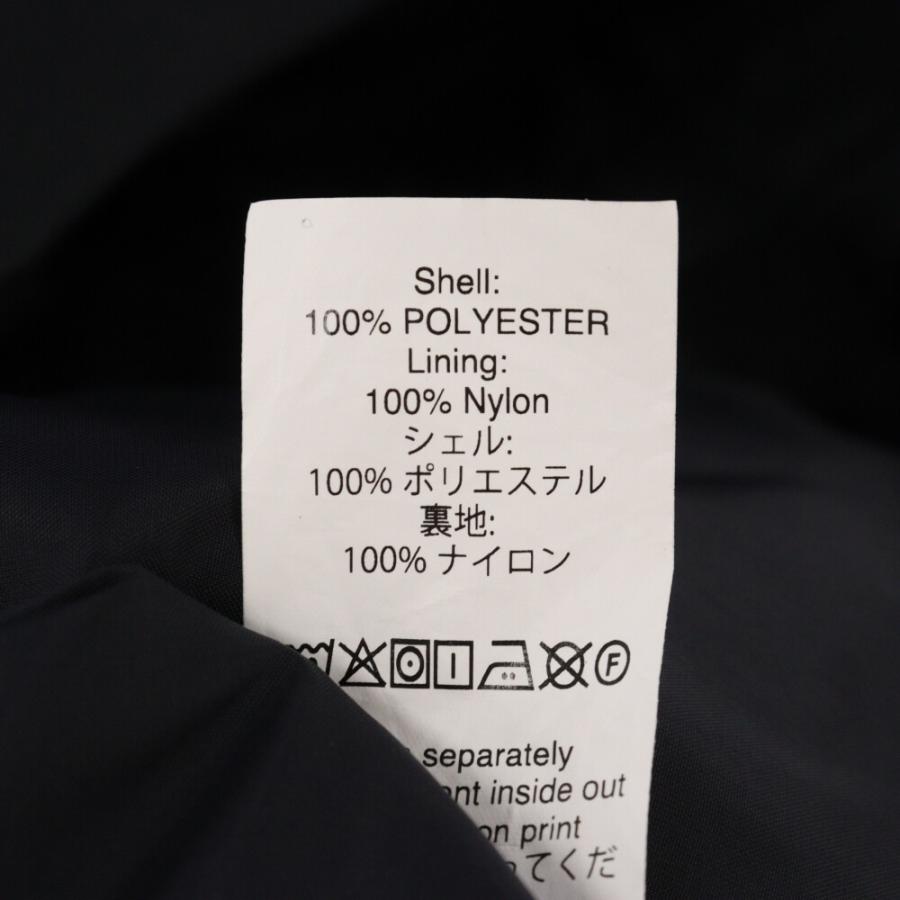 Shell:
100% POLYESTER
Lining:
100% Nylon
シェル:
100% ポリエステル
裏地:
100% ナイロン
F
separately
inside out
on print
てくだ